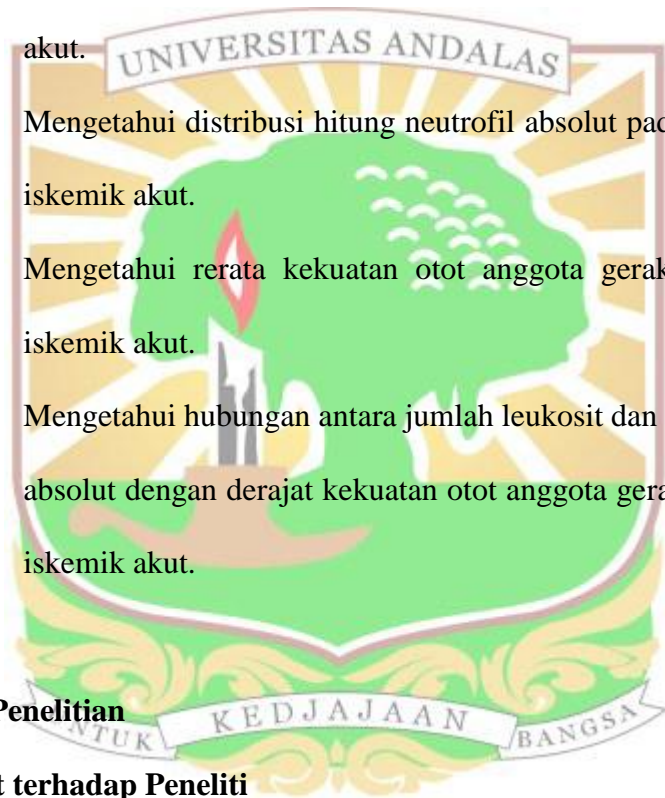 akut.
UNIVERSITAS ANDALAS
Mengetahui distribusi hitung neutrofil absolut pad
iskemik akut.
Mengetahui rerata kekuatan otot anggota gerak
iskemik akut.
Mengetahui hubungan antara jumlah leukosit dan
absolut dengan derajat kekuatan otot anggota gera
iskemik akut.
Penelitian
UNTUK KEDJAJAAN BANGSA
t terhadap Peneliti